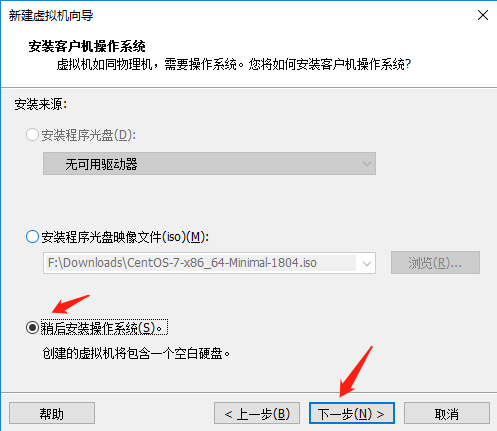 新建虚拟机向导
安装客户机操作系统
虚拟机如同物理机，需要操作系统。您将如何安装客户机操作系统?
安装来源:
安装程序光盘(D):
无可用驱动器
安装程序光盘映像文件(iso)(M):
F:\Downloads\CentOS-7-x86_64-Minimal-1804.iso
浏览(R)...
稍后安装操作系统(S)。
创建的虚拟机将包含一个空白硬盘。
帮助
< 上一步(B)
下一步(N) >
取消